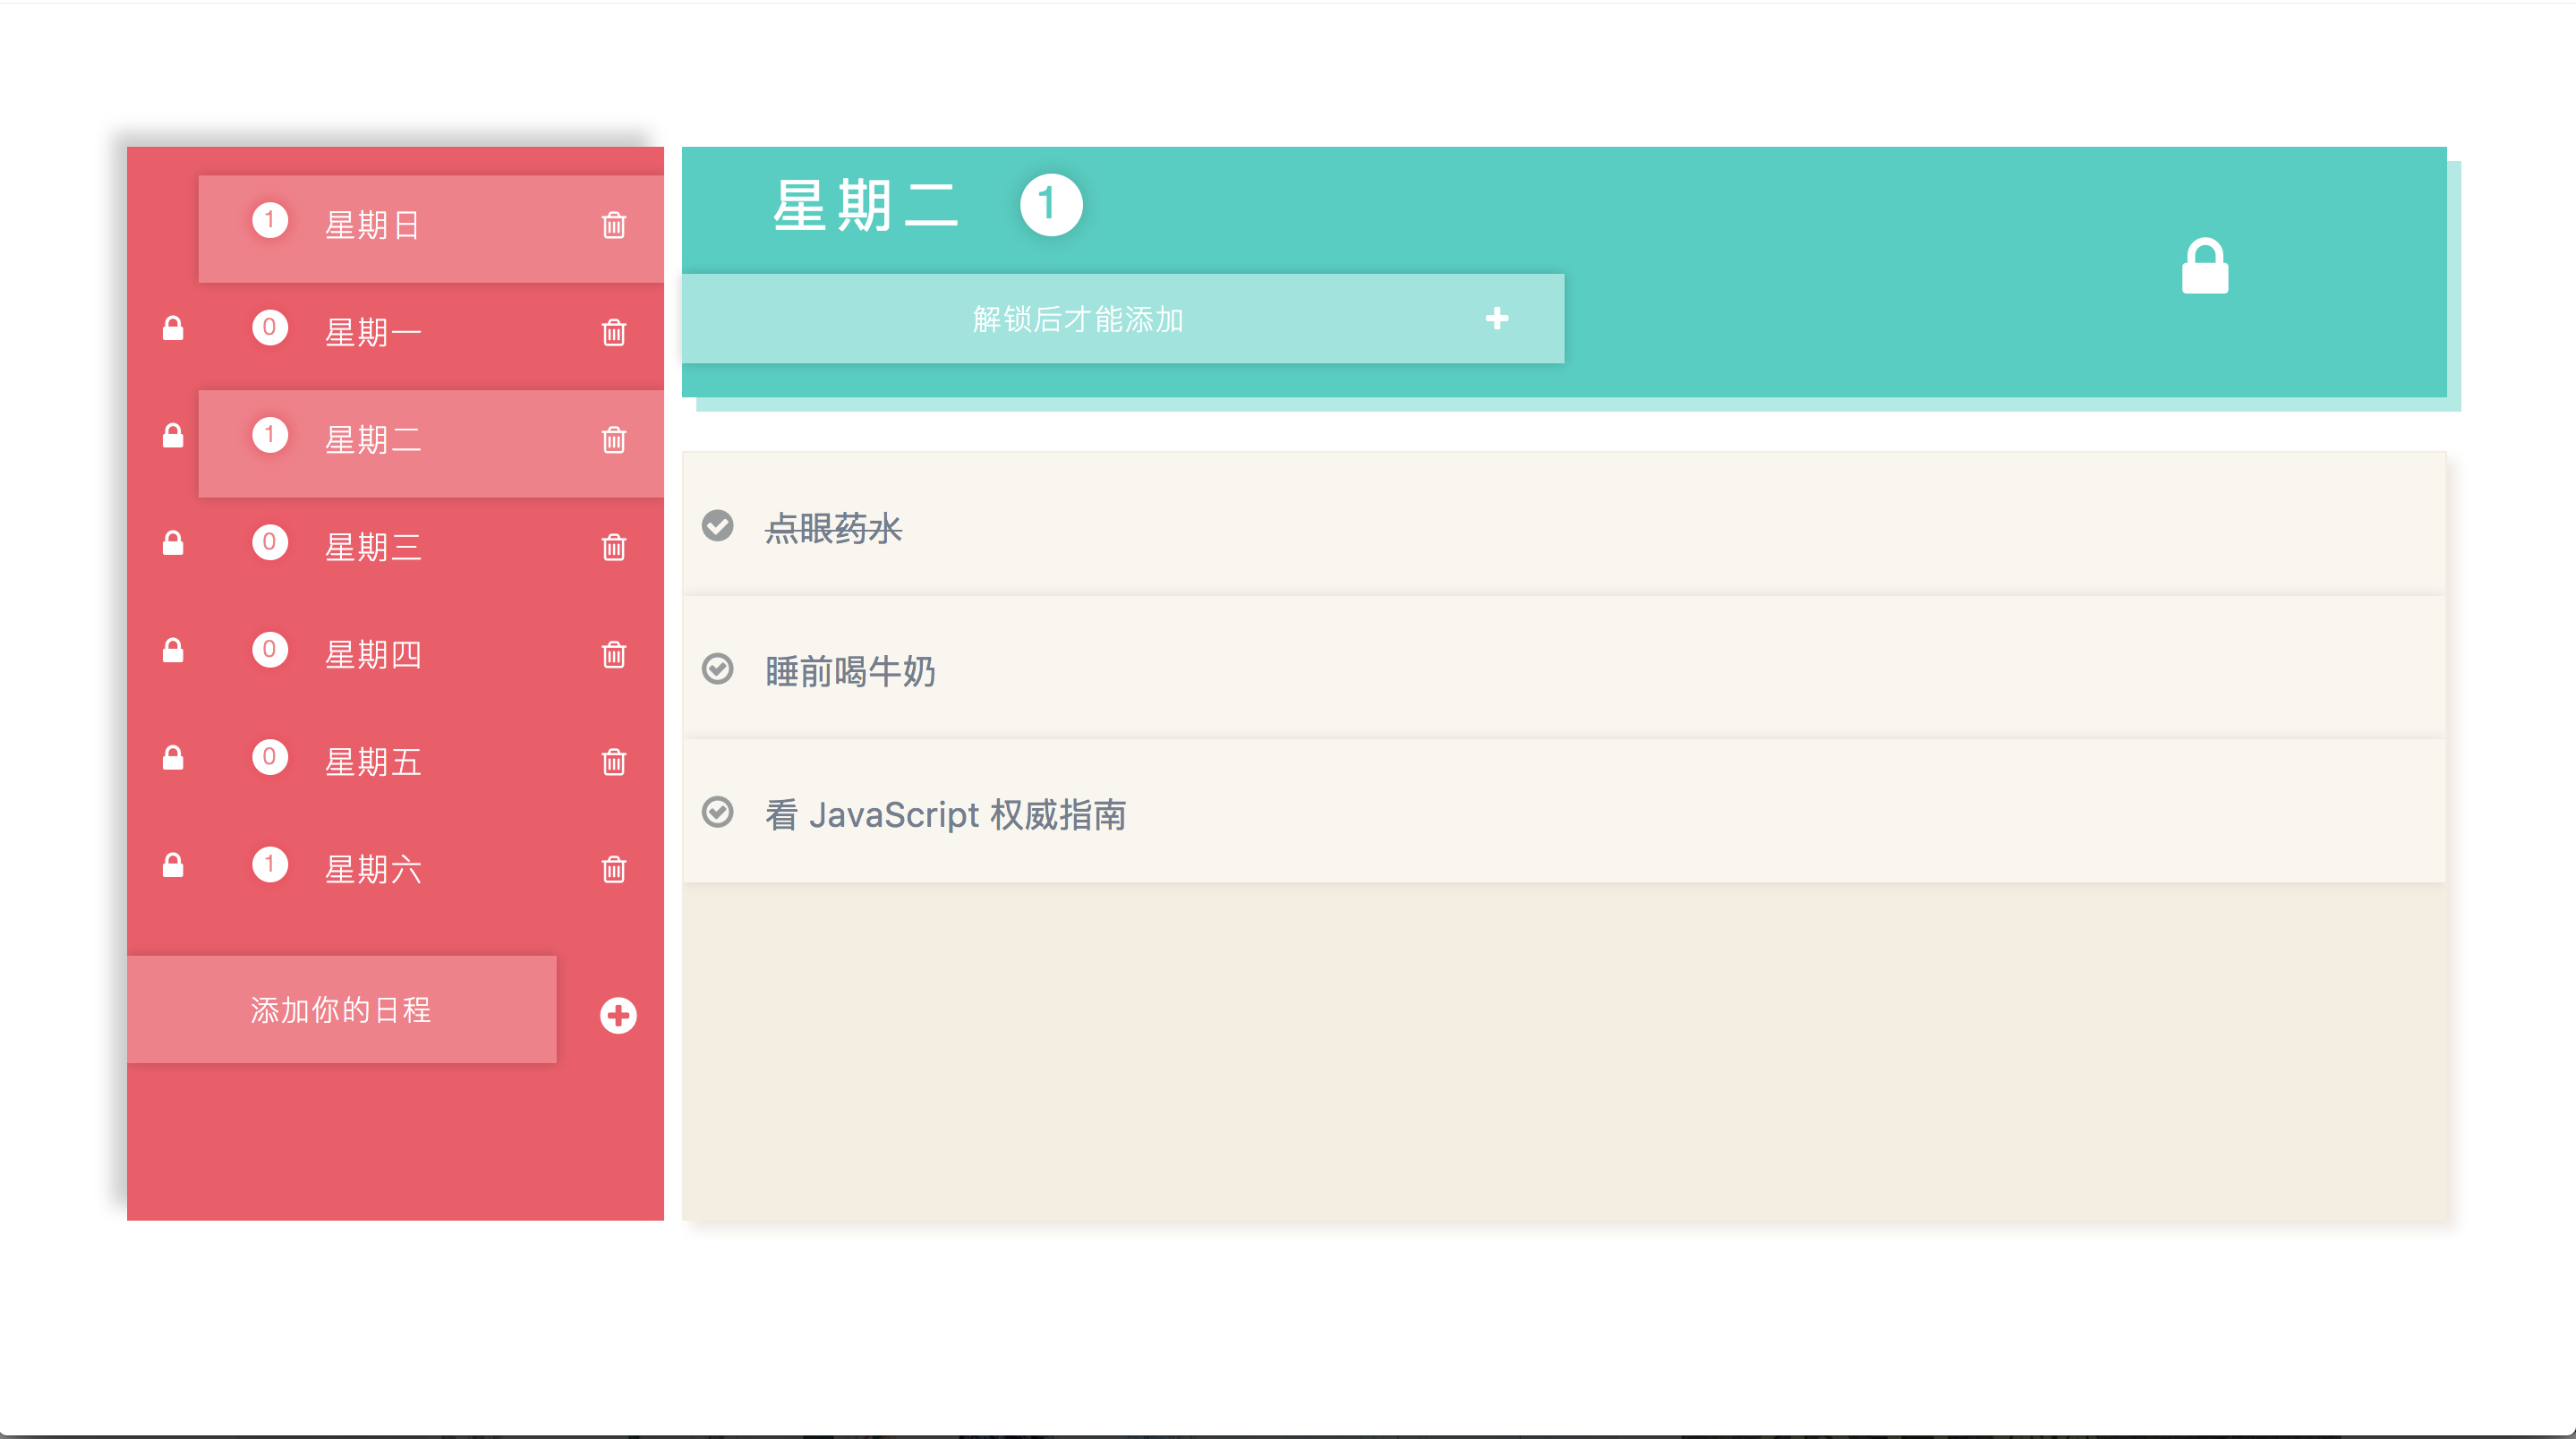 1 星期日
0 星期一
1 星期二
0 星期三
0 星期四
0 星期五
1 星期六
添加你的日程
星期二 1
解锁后才能添加
点眼药水
睡前喝牛奶
看 JavaScript 权威指南